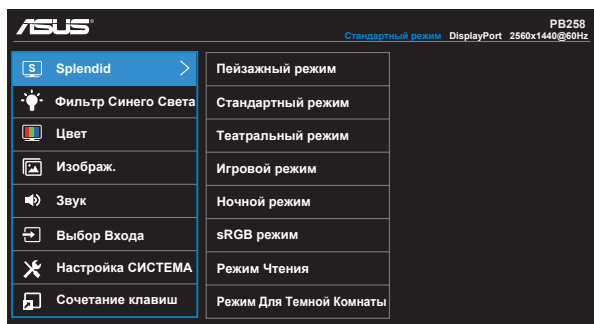 ASUS
PB258
Стандартный режим DisplayPort 2560x1440@60Hz
S Splendid
Фильтр Синего Света
Цвет
Изображ.
Звук
Выбор Входа
Настройка СИСТЕМА
Сочетание клавиш
Пейзажный режим
Стандартный режим
Театральный режим
Игровой режим
Ночной режим
sRGB режим
Режим Чтения
Режим Для Темной Комнаты